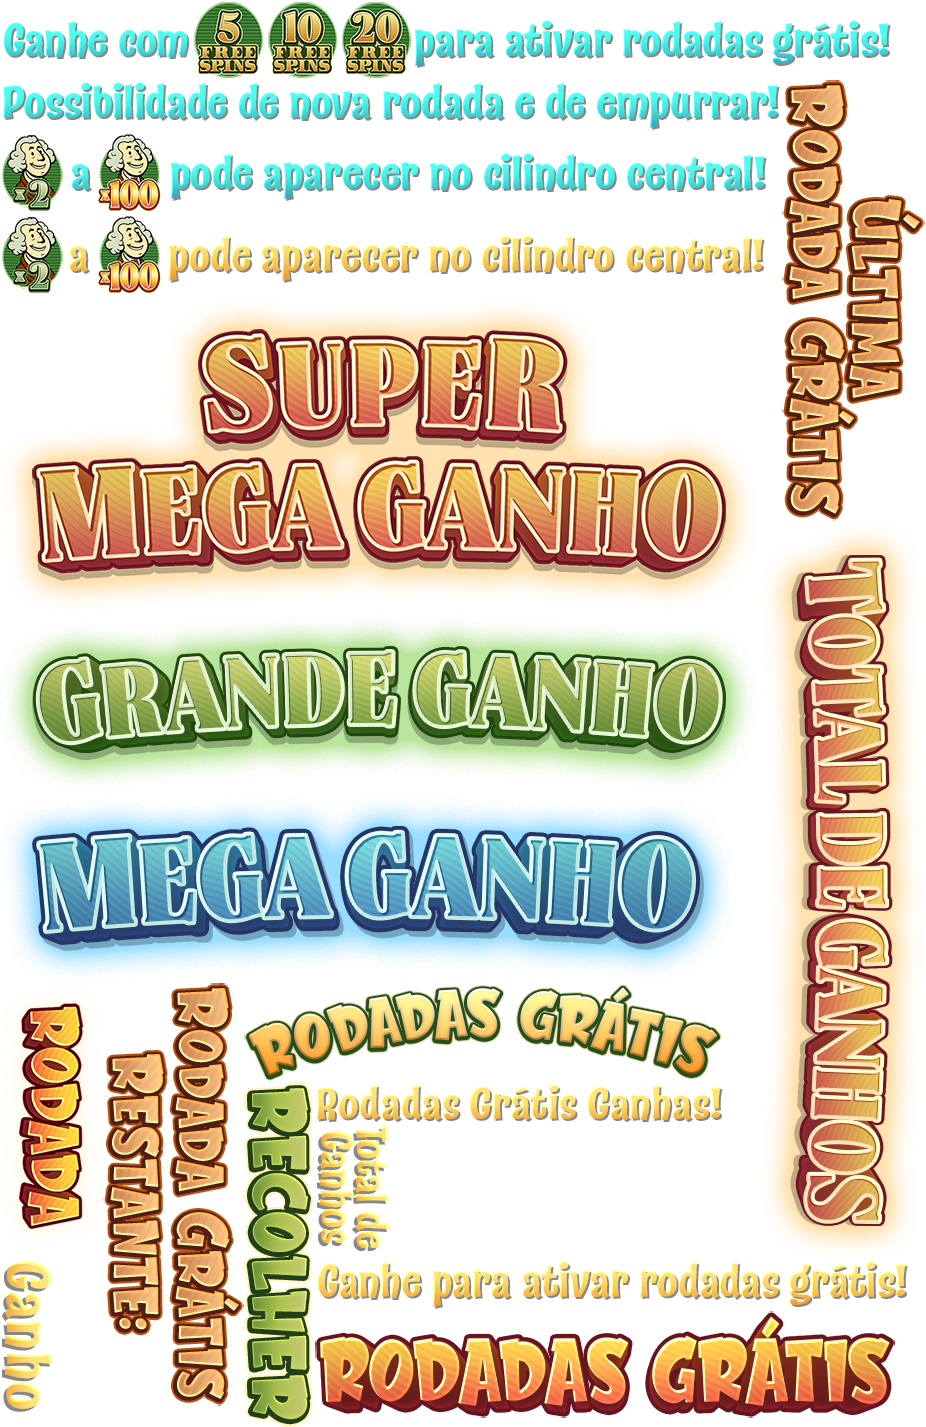 Ganhe com 5 FREE SPINS 10 FREE SPINS 20 FREE SPINS para ativar rodadas grátis!
Possibilidade de nova rodada e de empurrar!
x2 a x100 pode aparecer no cilindro central!
x2 a x100 pode aparecer no cilindro central!
ÚLTIMA
RODADA GRÁTIS
SUPER
MEGA GANHO
GRANDE GANHO
MEGA GANHO
TOTAL DE GANHOS
RODADA
RODADA GRÁTIS
RESTANTE:
RODADAS GRÁTIS
RECOLHER
Rodadas Grátis Ganhas!
Total de
Ganhos
Ganho
Ganhe para ativar rodadas grátis!
RODADAS GRÁTIS